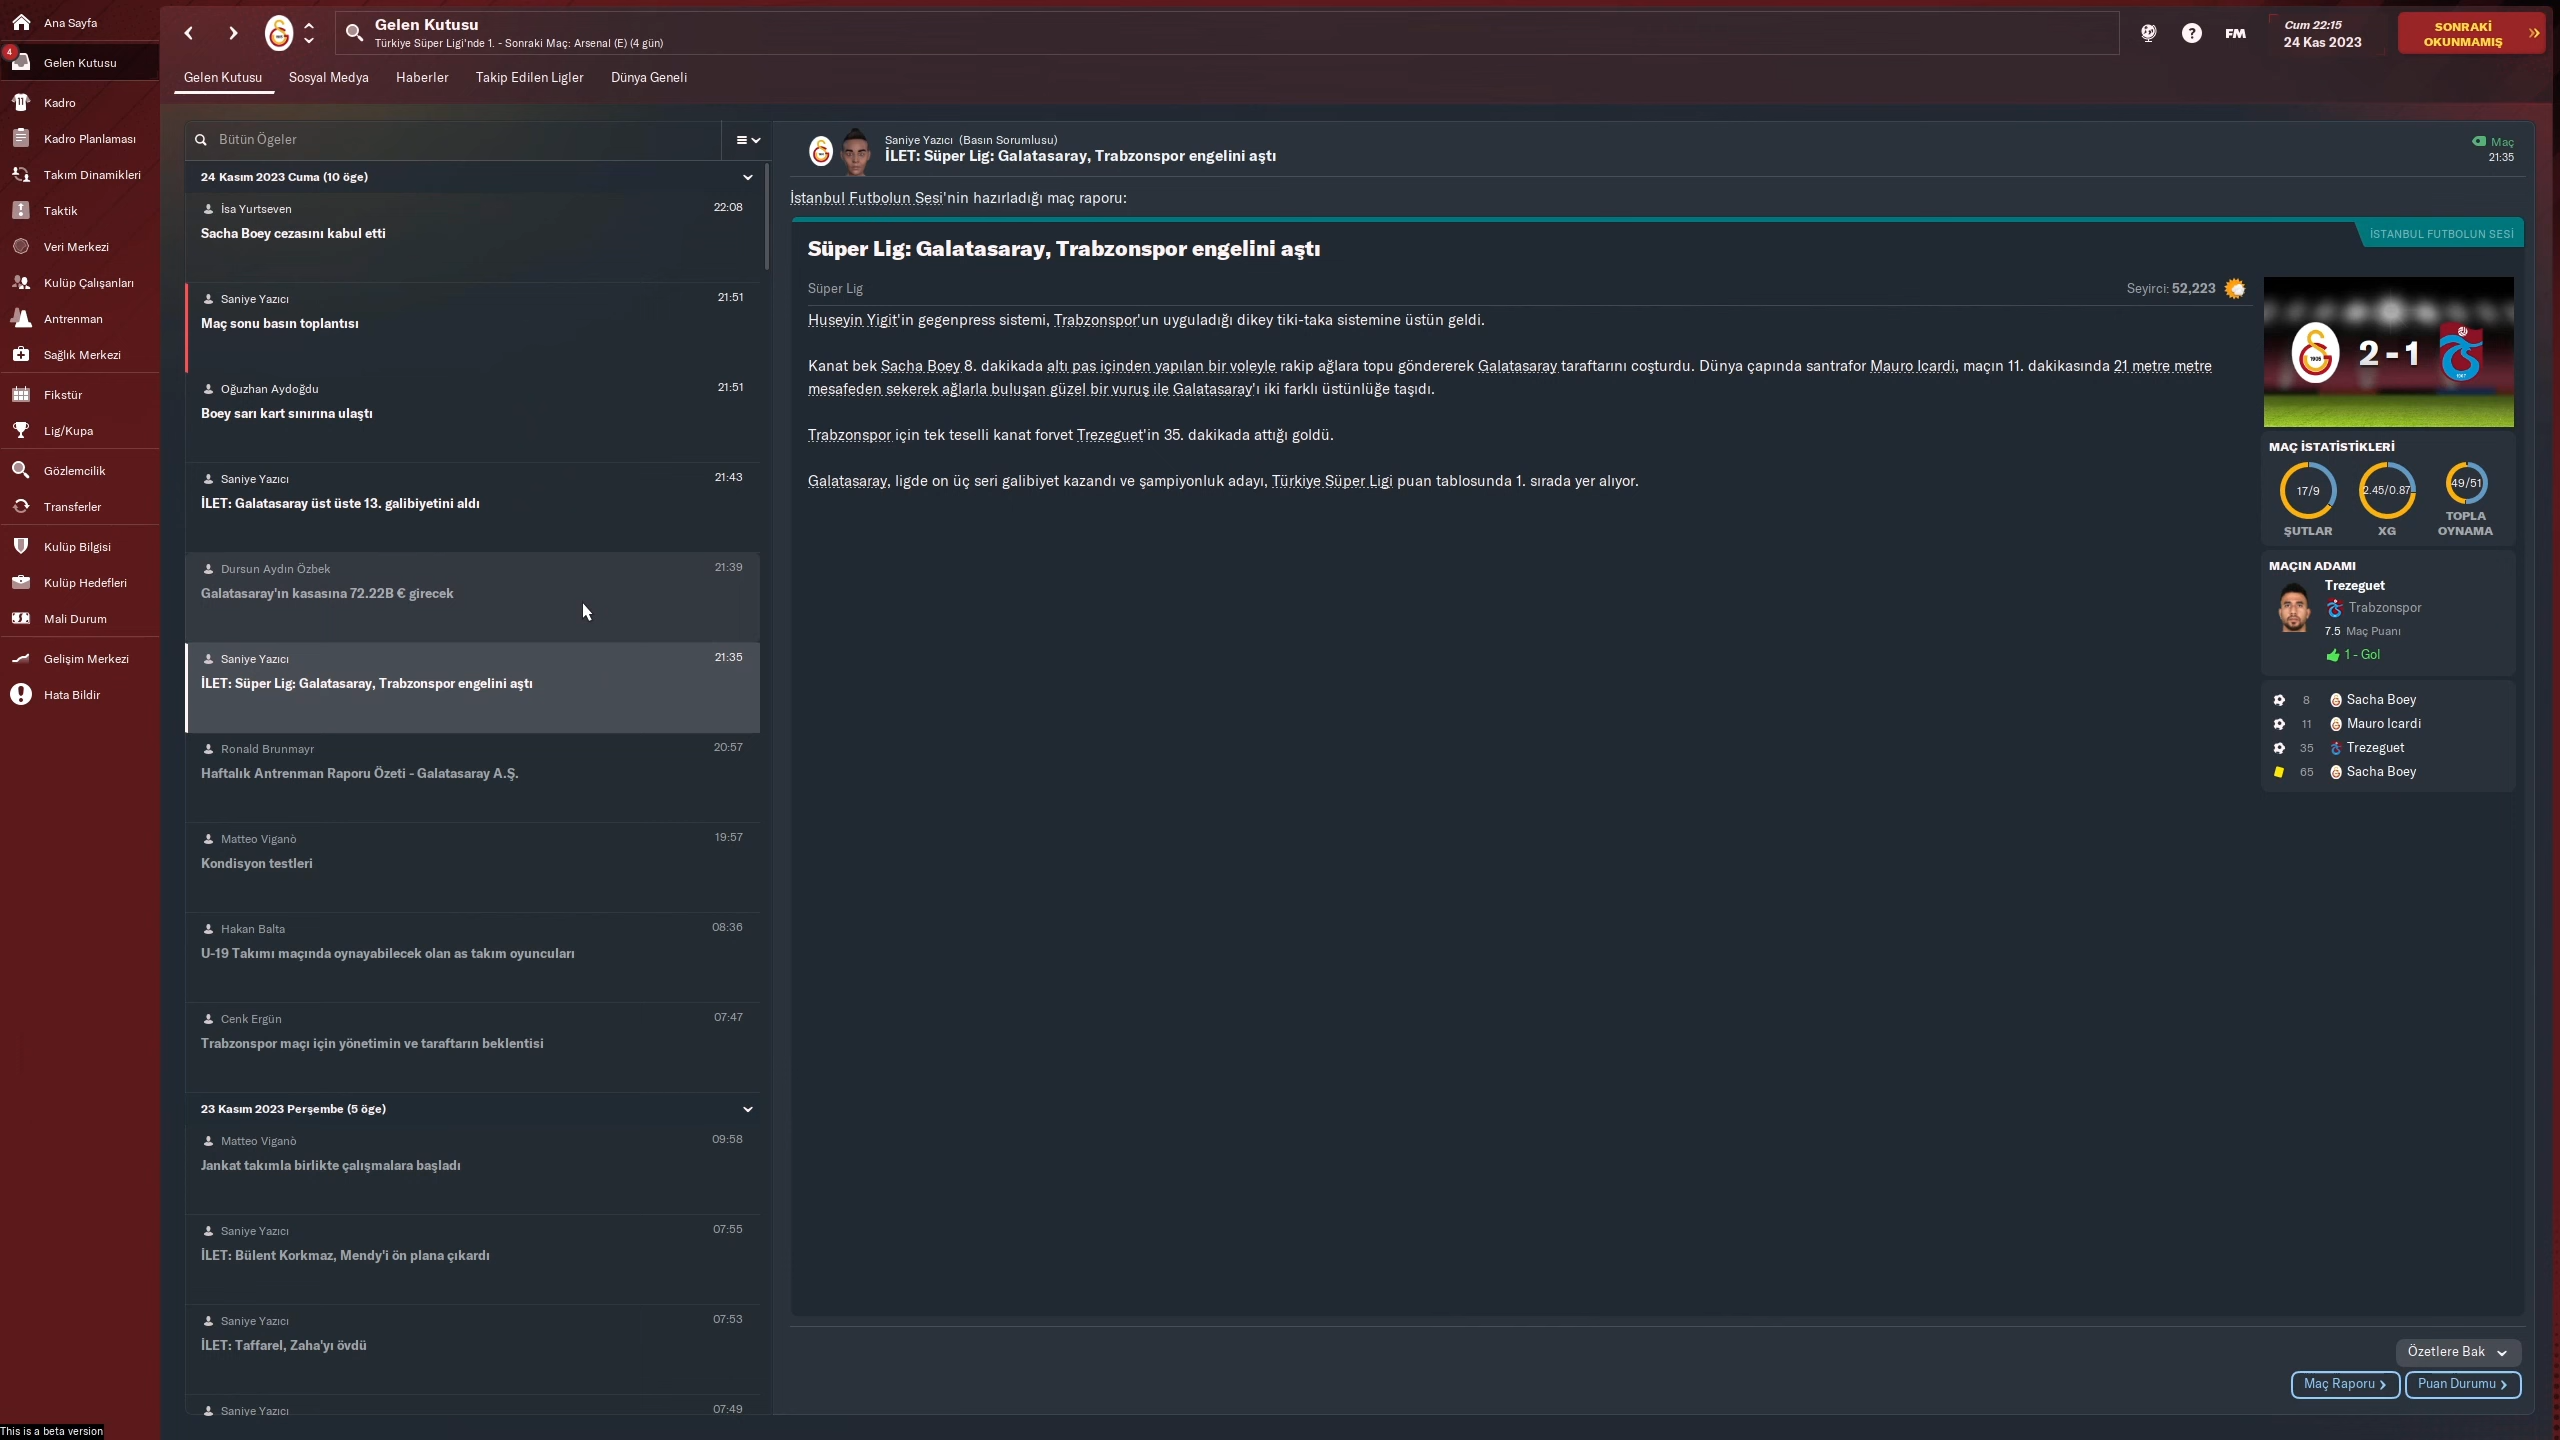 Ana Sayfa
4
Gelen Kutusu
Kadro
Kadro Planlaması
Takım Dinamikleri
Taktik
Veri Merkezi
Kulüp Çalışanları
Antrenman
Sağlık Merkezi
Fikstür
Lig/Kupa
Gözlemcilik
Transferler
Kulüp Bilgisi
Kulüp Hedefleri
Mali Durum
Gelişim Merkezi
Hata Bildir
This is a beta version
Gelen Kutusu
Türkiye Süper Ligi'nde 1. - Sonraki Maç: Arsenal (E) (4 gün)
FM
Cum 22:15
24 Kas 2023
SONRAKİ
OKUNMAMIŞ
Gelen Kutusu
Sosyal Medya
Haberler
Takip Edilen Ligler
Dünya Geneli
Bütün Ögeler
24 Kasım 2023 Cuma (10 öge)
İsa Yurtseven 22:08
Sacha Boey cezasını kabul etti
Saniye Yazıcı 21:51
Maç sonu basın toplantısı
Oğuzhan Aydoğdu 21:51
Boey sarı kart sınırına ulaştı
Saniye Yazıcı 21:43
İLET: Galatasaray üst üste 13. galibiyetini aldı
Dursun Aydın Özbek 21:39
Galatasaray'ın kasasına 72.22B € girecek
Saniye Yazıcı 21:35
İLET: Süper Lig: Galatasaray, Trabzonspor engelini aştı
Ronald Brunmayr 20:57
Haftalık Antrenman Raporu Özeti - Galatasaray A.Ş.
Matteo Viganò 19:57
Kondisyon testleri
Hakan Balta 08:36
U-19 Takımı maçında oynayabilecek olan as takım oyuncuları
Cenk Ergün 07:47
Trabzonspor maçı için yönetimin ve taraftarın beklentisi
23 Kasım 2023 Perşembe (5 öge)
Matteo Viganò 09:58
Jankat takımla birlikte çalışmalara başladı
Saniye Yazıcı 07:55
İLET: Bülent Korkmaz, Mendy'i ön plana çıkardı
Saniye Yazıcı 07:53
İLET: Taffarel, Zaha'yı övdü
Saniye Yazıcı 07:49
Saniye Yazıcı (Basın Sorumlusu)
İLET: Süper Lig: Galatasaray, Trabzonspor engelini aştı
Maç
21:35
İstanbul Futbolun Sesi'nin hazırladığı maç raporu:
İSTANBUL FUTBOLUN SESİ
Süper Lig: Galatasaray, Trabzonspor engelini aştı
Süper Lig
Seyirci: 52,223
Huseyin Yigit'in gegenpress sistemi, Trabzonspor'un uyguladığı dikey tiki-taka sistemine üstün geldi.
Kanat bek Sacha Boey 8. dakikada altı pas içinden yapılan bir voleyle rakip ağlara topu göndererek Galatasaray taraftarını coşturdu. Dünya çapında santrafor Mauro Icardi, maçın 11. dakikasında 21 metre metre
mesafeden sekerek ağlarla buluşan güzel bir vuruş ile Galatasaray'ı iki farklı üstünlüğe taşıdı.
Trabzonspor için tek teselli kanat forvet Trezeguet'in 35. dakikada attığı goldü.
Galatasaray, ligde on üç seri galibiyet kazandı ve şampiyonluk adayı, Türkiye Süper Ligi puan tablosunda 1. sırada yer alıyor.
2 - 1
MAÇ İSTATİSTİKLERİ
17/9
2.45/0.87
49/51
ŞUTLAR
XG
TOPLA
OYNAMA
MAÇIN ADAMI
Trezeguet
Trabzonspor
7.5 Maç Puanı
1 - Gol
8 Sacha Boey
11 Mauro Icardi
35 Trezeguet
65 Sacha Boey
Özetlere Bak
Maç Raporu
Puan Durumu